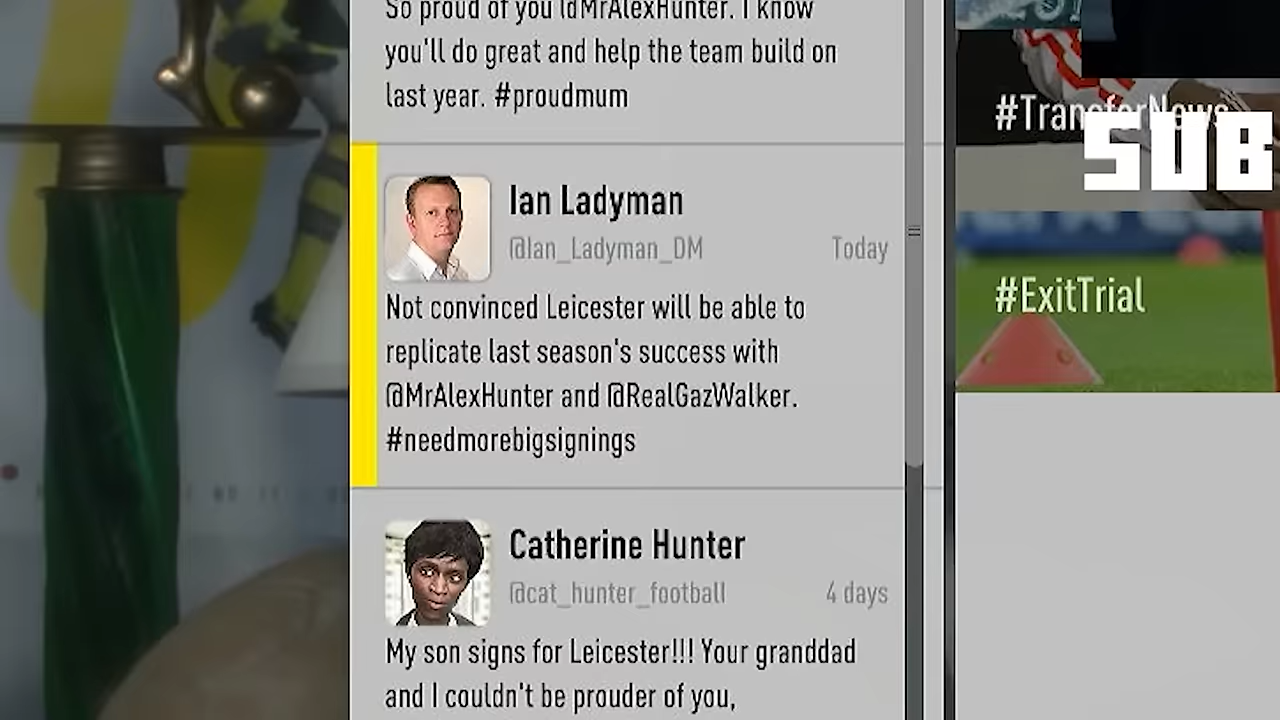 So proud of you @MrAlexHunter. I know
you'll do great and help the team build on
last year. #proudmum
Ian Ladyman
@Ian_Ladyman_DM Today
Not convinced Leicester will be able to
replicate last season's success with
@MrAlexHunter and @RealGazWalker.
#needmorebigsignings
Catherine Hunter
@cat_hunter_football 4 days
My son signs for Leicester!!! Your granddad
and I couldn't be prouder of you,
#TransferNews
SUB
#ExitTrial